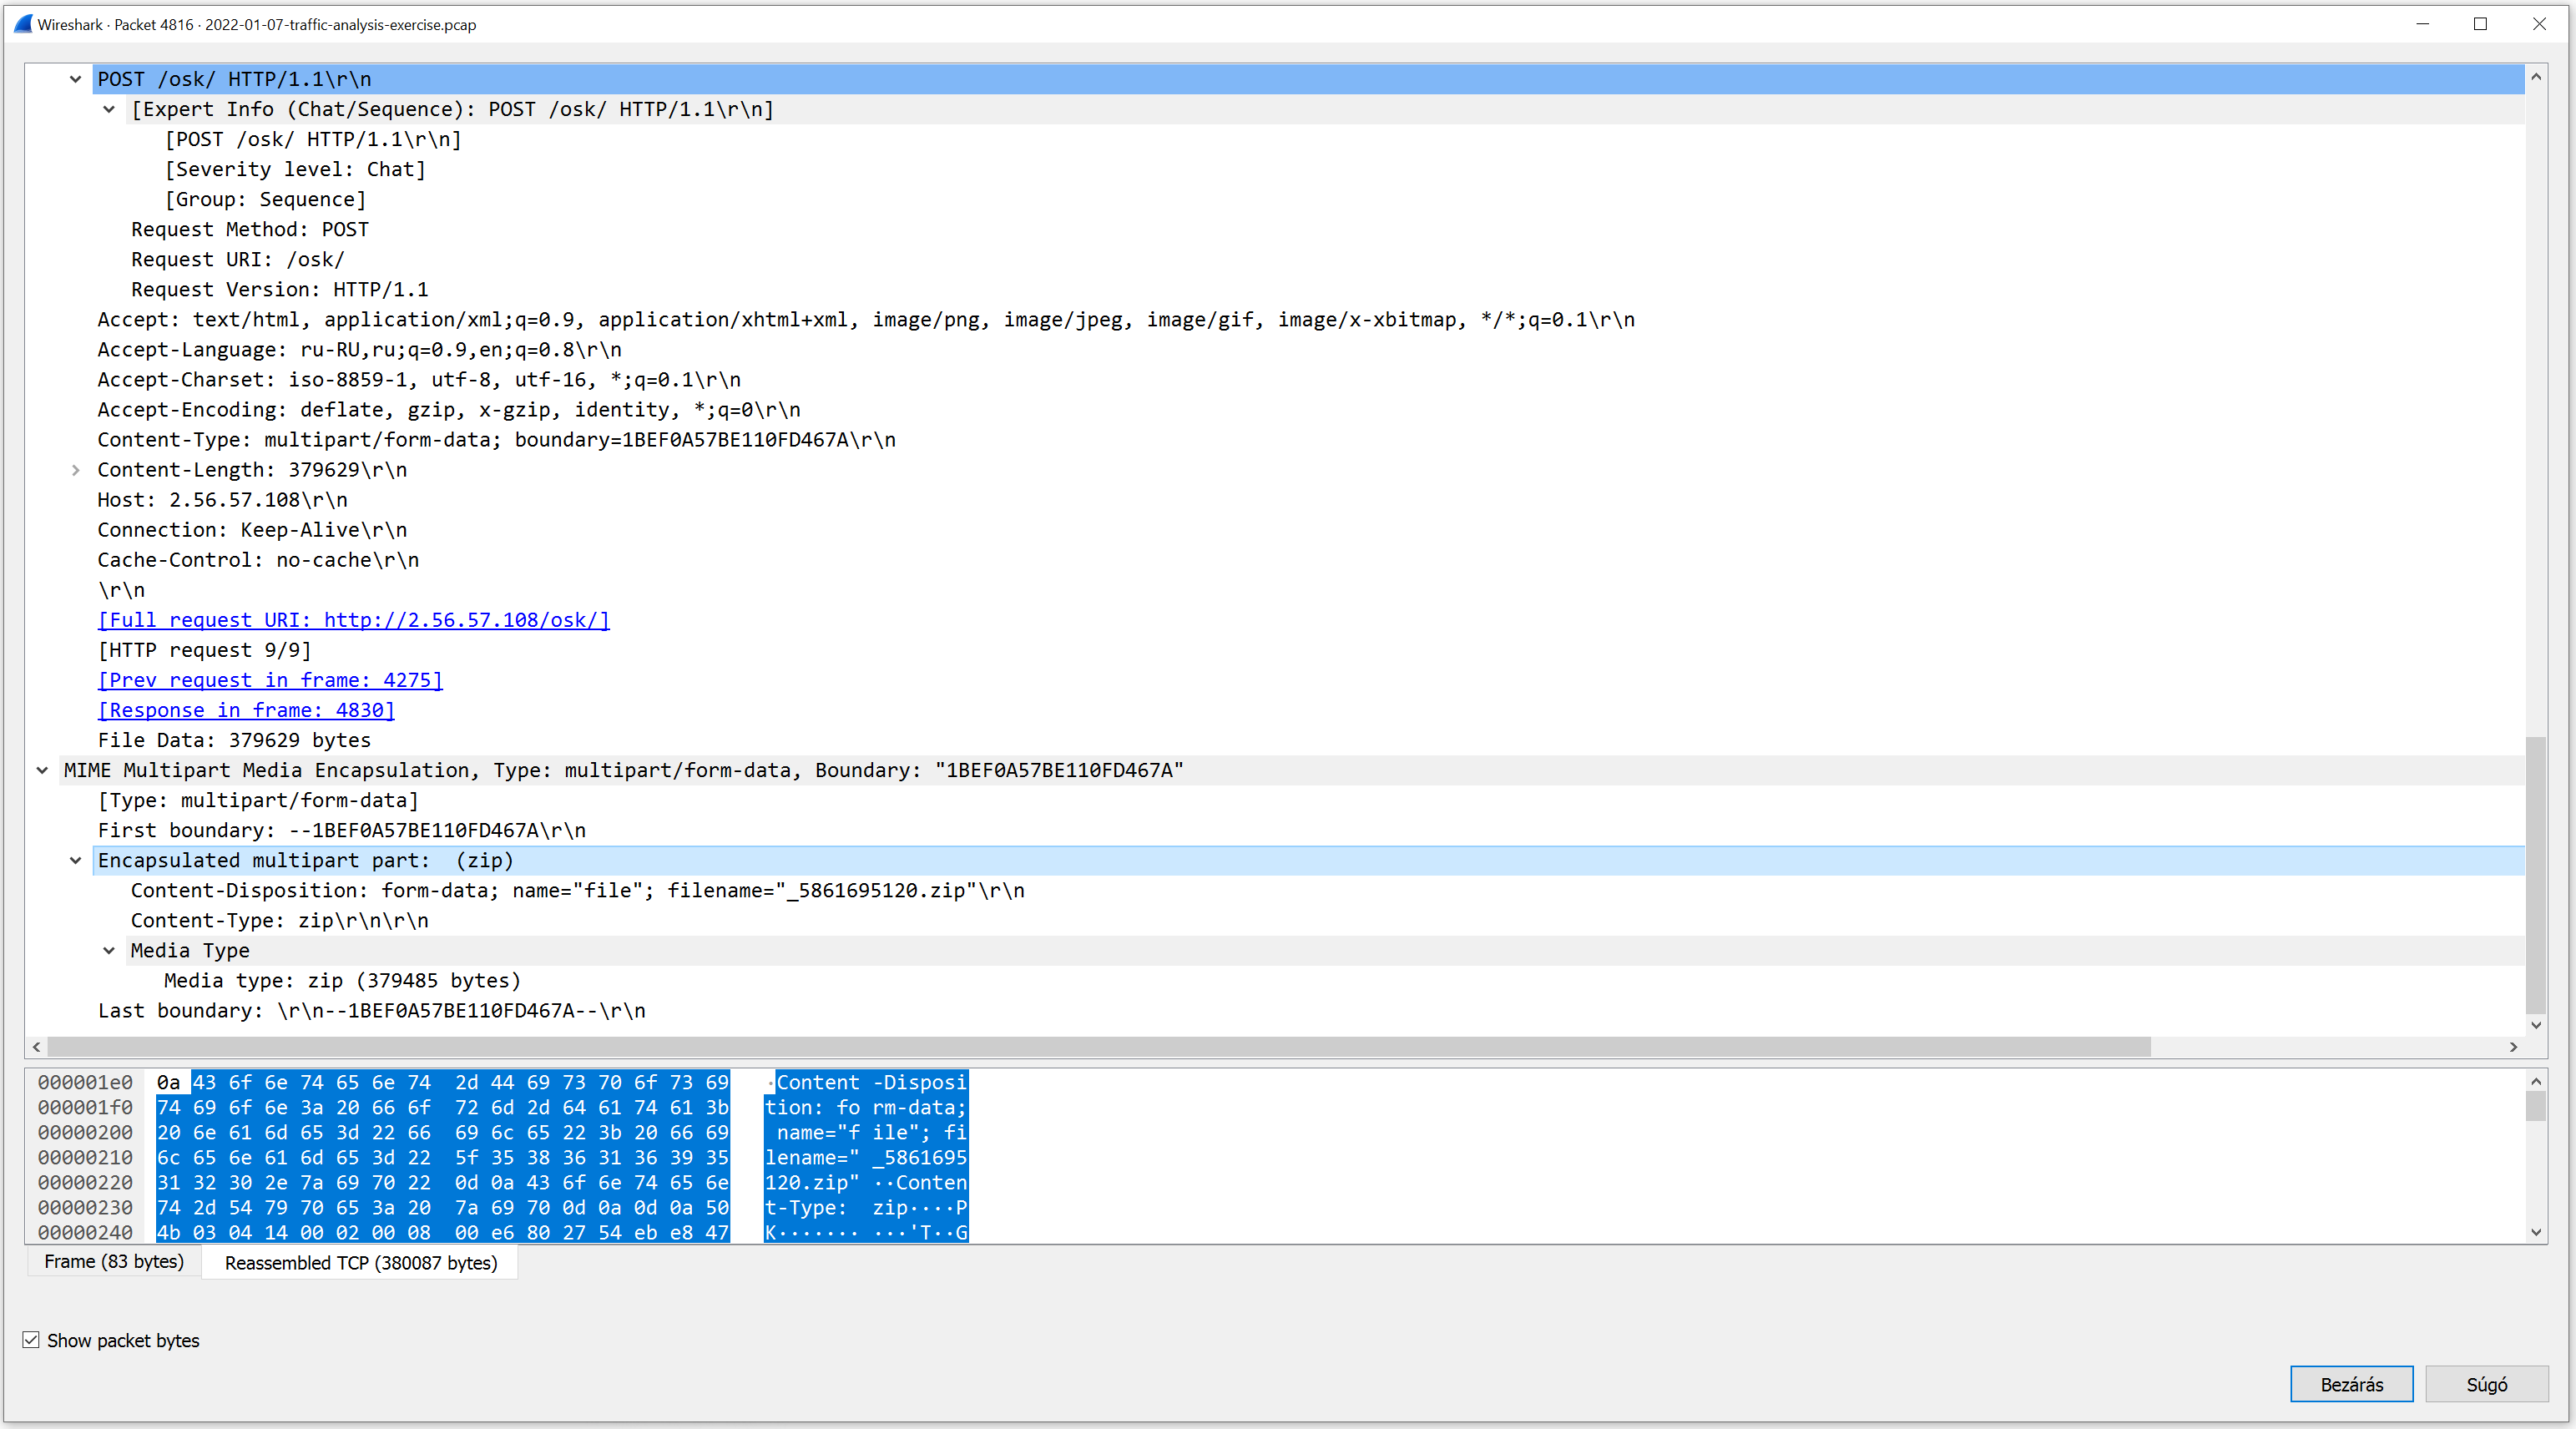 Wireshark · Packet 4816 · 2022-01-07-traffic-analysis-exercise.pcap
POST /osk/ HTTP/1.1\r\n
[Expert Info (Chat/Sequence): POST /osk/ HTTP/1.1\r\n]
[POST /osk/ HTTP/1.1\r\n]
[Severity level: Chat]
[Group: Sequence]
Request Method: POST
Request URI: /osk/
Request Version: HTTP/1.1
Accept: text/html, application/xml;q=0.9, application/xhtml+xml, image/png, image/jpeg, image/gif, image/x-xbitmap, */*;q=0.1\r\n
Accept-Language: ru-RU,ru;q=0.9,en;q=0.8\r\n
Accept-Charset: iso-8859-1, utf-8, utf-16, *;q=0.1\r\n
Accept-Encoding: deflate, gzip, x-gzip, identity, *;q=0\r\n
Content-Type: multipart/form-data; boundary=1BEF0A57BE110FD467A\r\n
Content-Length: 379629\r\n
Host: 2.56.57.108\r\n
Connection: Keep-Alive\r\n
Cache-Control: no-cache\r\n
\r\n
[Full request URI: http://2.56.57.108/osk/]
[HTTP request 9/9]
[Prev request in frame: 4275]
[Response in frame: 4830]
File Data: 379629 bytes
MIME Multipart Media Encapsulation, Type: multipart/form-data, Boundary: "1BEF0A57BE110FD467A"
[Type: multipart/form-data]
First boundary: --1BEF0A57BE110FD467A\r\n
Encapsulated multipart part:  (zip)
Content-Disposition: form-data; name="file"; filename="_5861695120.zip"\r\n
Content-Type: zip\r\n\r\n
Media Type
Media type: zip (379485 bytes)
Last boundary: \r\n--1BEF0A57BE110FD467A--\r\n
000001e0 0a 43 6f 6e 74 65 6e 74 2d 44 69 73 70 6f 73 69 ·Content -Disposi
000001f0 74 69 6f 6e 3a 20 66 6f 72 6d 2d 64 61 74 61 3b tion: fo rm-data;
00000200 20 6e 61 6d 65 3d 22 66 69 6c 65 22 3b 20 66 69 name="f ile"; fi
00000210 6c 65 6e 61 6d 65 3d 22 5f 35 38 36 31 36 39 35 lename=" _5861695
00000220 31 32 30 2e 7a 69 70 22 0d 0a 43 6f 6e 74 65 6e 120.zip" ··Conten
00000230 74 2d 54 79 70 65 3a 20 7a 69 70 0d 0a 0d 0a 50 t-Type: zip····P
00000240 4b 03 04 14 00 02 00 08 00 e6 80 27 54 eb e8 47 K······· ···'T··G
Frame (83 bytes) Reassembled TCP (380087 bytes)
Show packet bytes
Bezárás Súgó